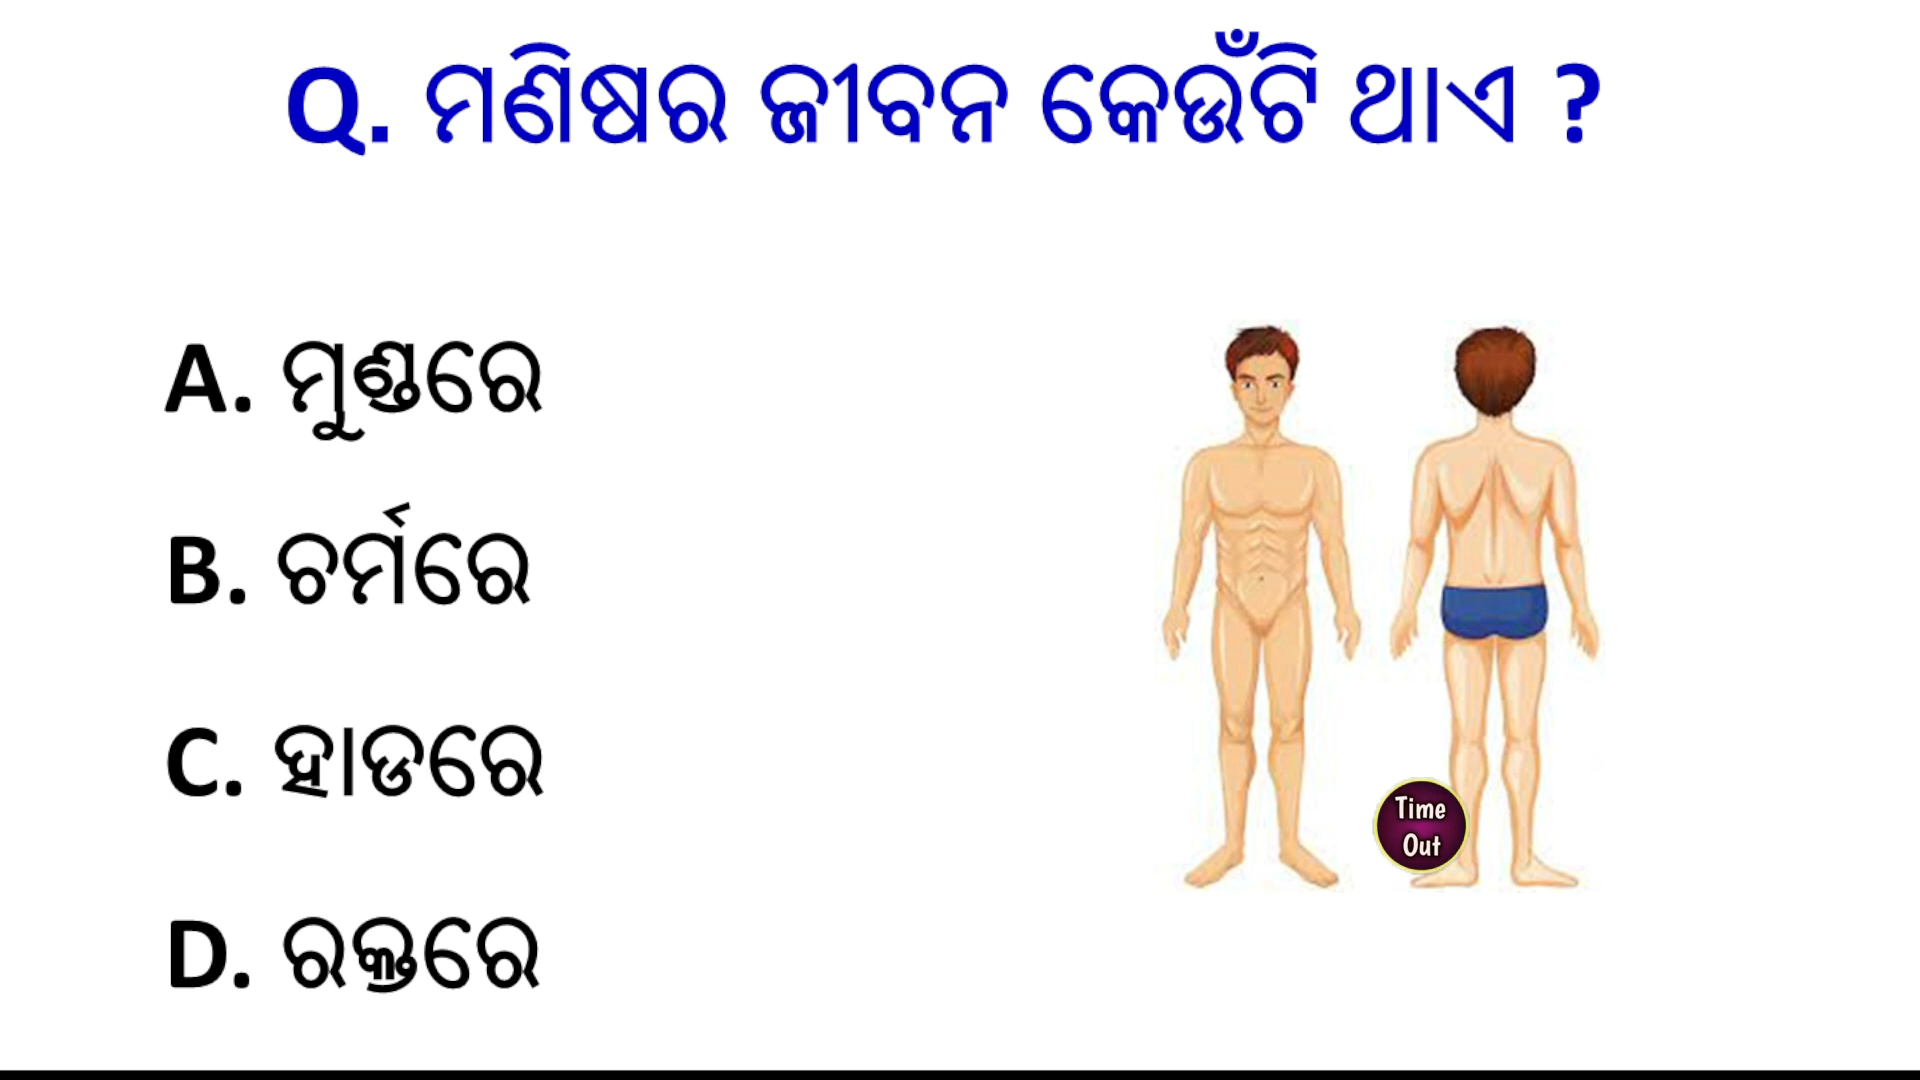 Q. ମଣିଷର ଜୀବନ କେଉଁଟି ଥାଏ ?
A. ମୁଣ୍ଡରେ
B. ଚର୍ମରେ
C. ହାଡରେ
D. ରକ୍ତରେ
Time
Out